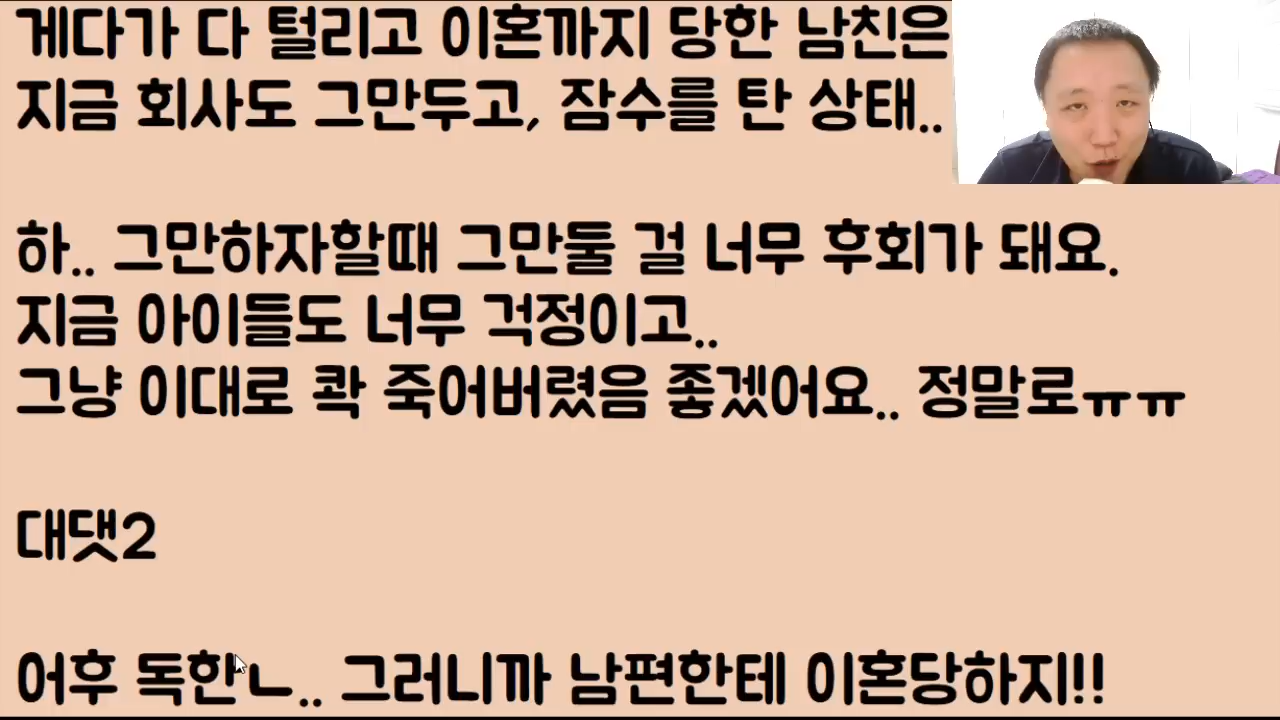 게다가 다 털리고 이혼까지 당한 남친은
지금 회사도 그만두고, 잠수를 탄 상태..
하.. 그만하자할때 그만둘 걸 너무 후회가 돼요.
지금 아이들도 너무 걱정이고..
그냥 이대로 콱 죽어버렸음 좋겠어요.. 정말로ㅠㅠ
대댓2
어후 독한ㄴ.. 그러니까 남편한테 이혼당하지!!